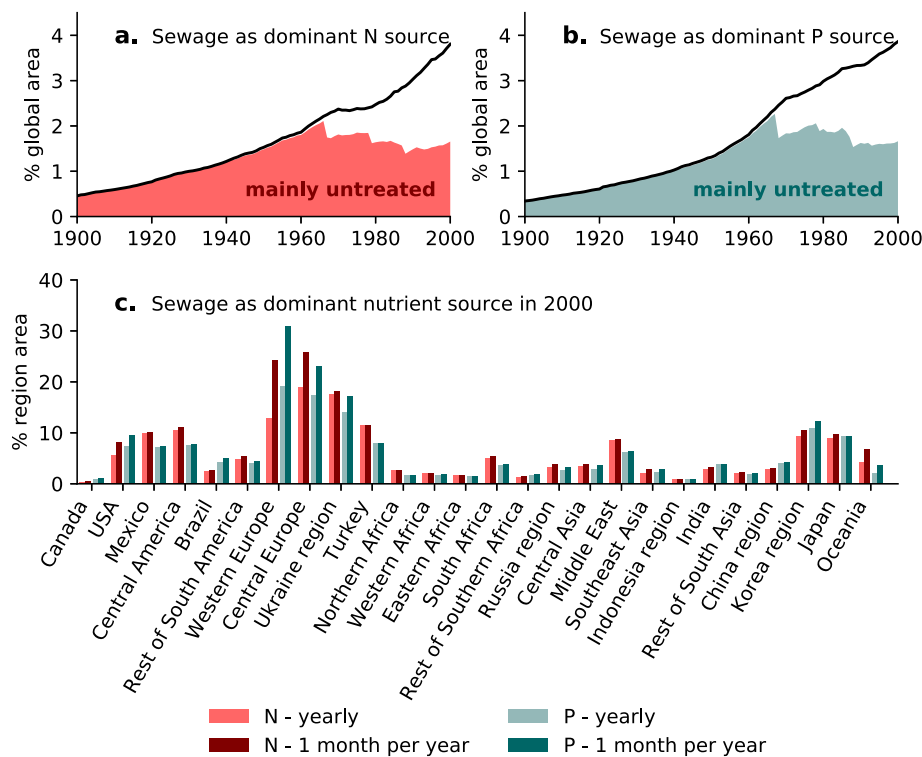 a. Sewage as dominant N source
% global area
4
3
2
1
0
mainly untreated
1900 1920 1940 1960 1980 2000
b. Sewage as dominant P source
% global area
4
3
2
1
0
mainly untreated
1900 1920 1940 1960 1980 2000
c. Sewage as dominant nutrient source in 2000
% region area
40
30
20
10
0
Canada
USA
Mexico
Central America
Brazil
Rest of South America
Western Europe
Central Europe
Ukraine region
Turkey
Northern Africa
Western Africa
Eastern Africa
South Africa
Rest of Southern Africa
Russia region
Central Asia
Middle East
Southeast Asia
Indonesia region
India
Rest of South Asia
China region
Korea region
Japan
Oceania
N - yearly
N - 1 month per year
P - yearly
P - 1 month per year